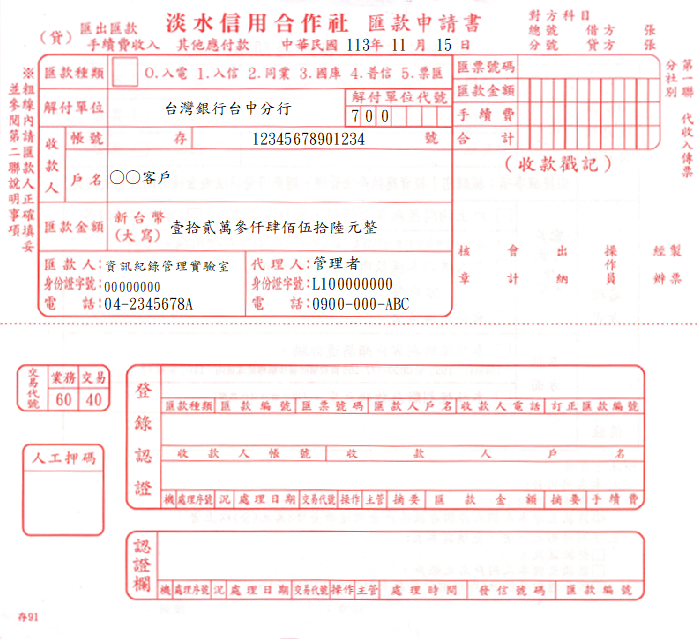 (貸) 匯出匯款 淡水信用合作社 匯款申請書 對方科目
手續費收入 其他應付款 中華民國 113年 11 月 15 日
總號 借方 張
分號 貸方 張
匯款種類 0.入電 1.入信 2.同業 3.國庫 4.普信 5.票匯
解付單位 台灣銀行台中分行 解付單位代號
700
收款人 帳號 存 12345678901234 號
戶名 ○○客戶
匯款金額 新台幣(大寫) 壹拾貳萬參仟肆佰伍拾陸元整
匯款人:資訊紀錄管理實驗室 代理人:管理者
身份證字號:00000000 身份證字號:L100000000
電話:04-2345678A 電話:0900-000-ABC
※粗線內請匯款人正確填妥
並參閱第二聯說明事項
匯票號碼
匯款金額
手續費
合計
(收款戳記)
第一聯 代收入傳票
分社別
核章 會計 出納 操作員 經辦 製票
交易代號 業務 交易
60 40
人工押碼
登錄認證
匯款種類 匯款編號 匯票號碼 匯款人戶名 收款人電話 訂正匯款編號
收款人帳號 收款人戶名
機 處理序號 沉 處理日期 交易代號 操作 主管 摘要 匯款金額 摘要 手續費
認證欄
機 處理序號 沉 處理日期 交易代號 操作 主管 處理時間 發信號碼 匯款編號
存91